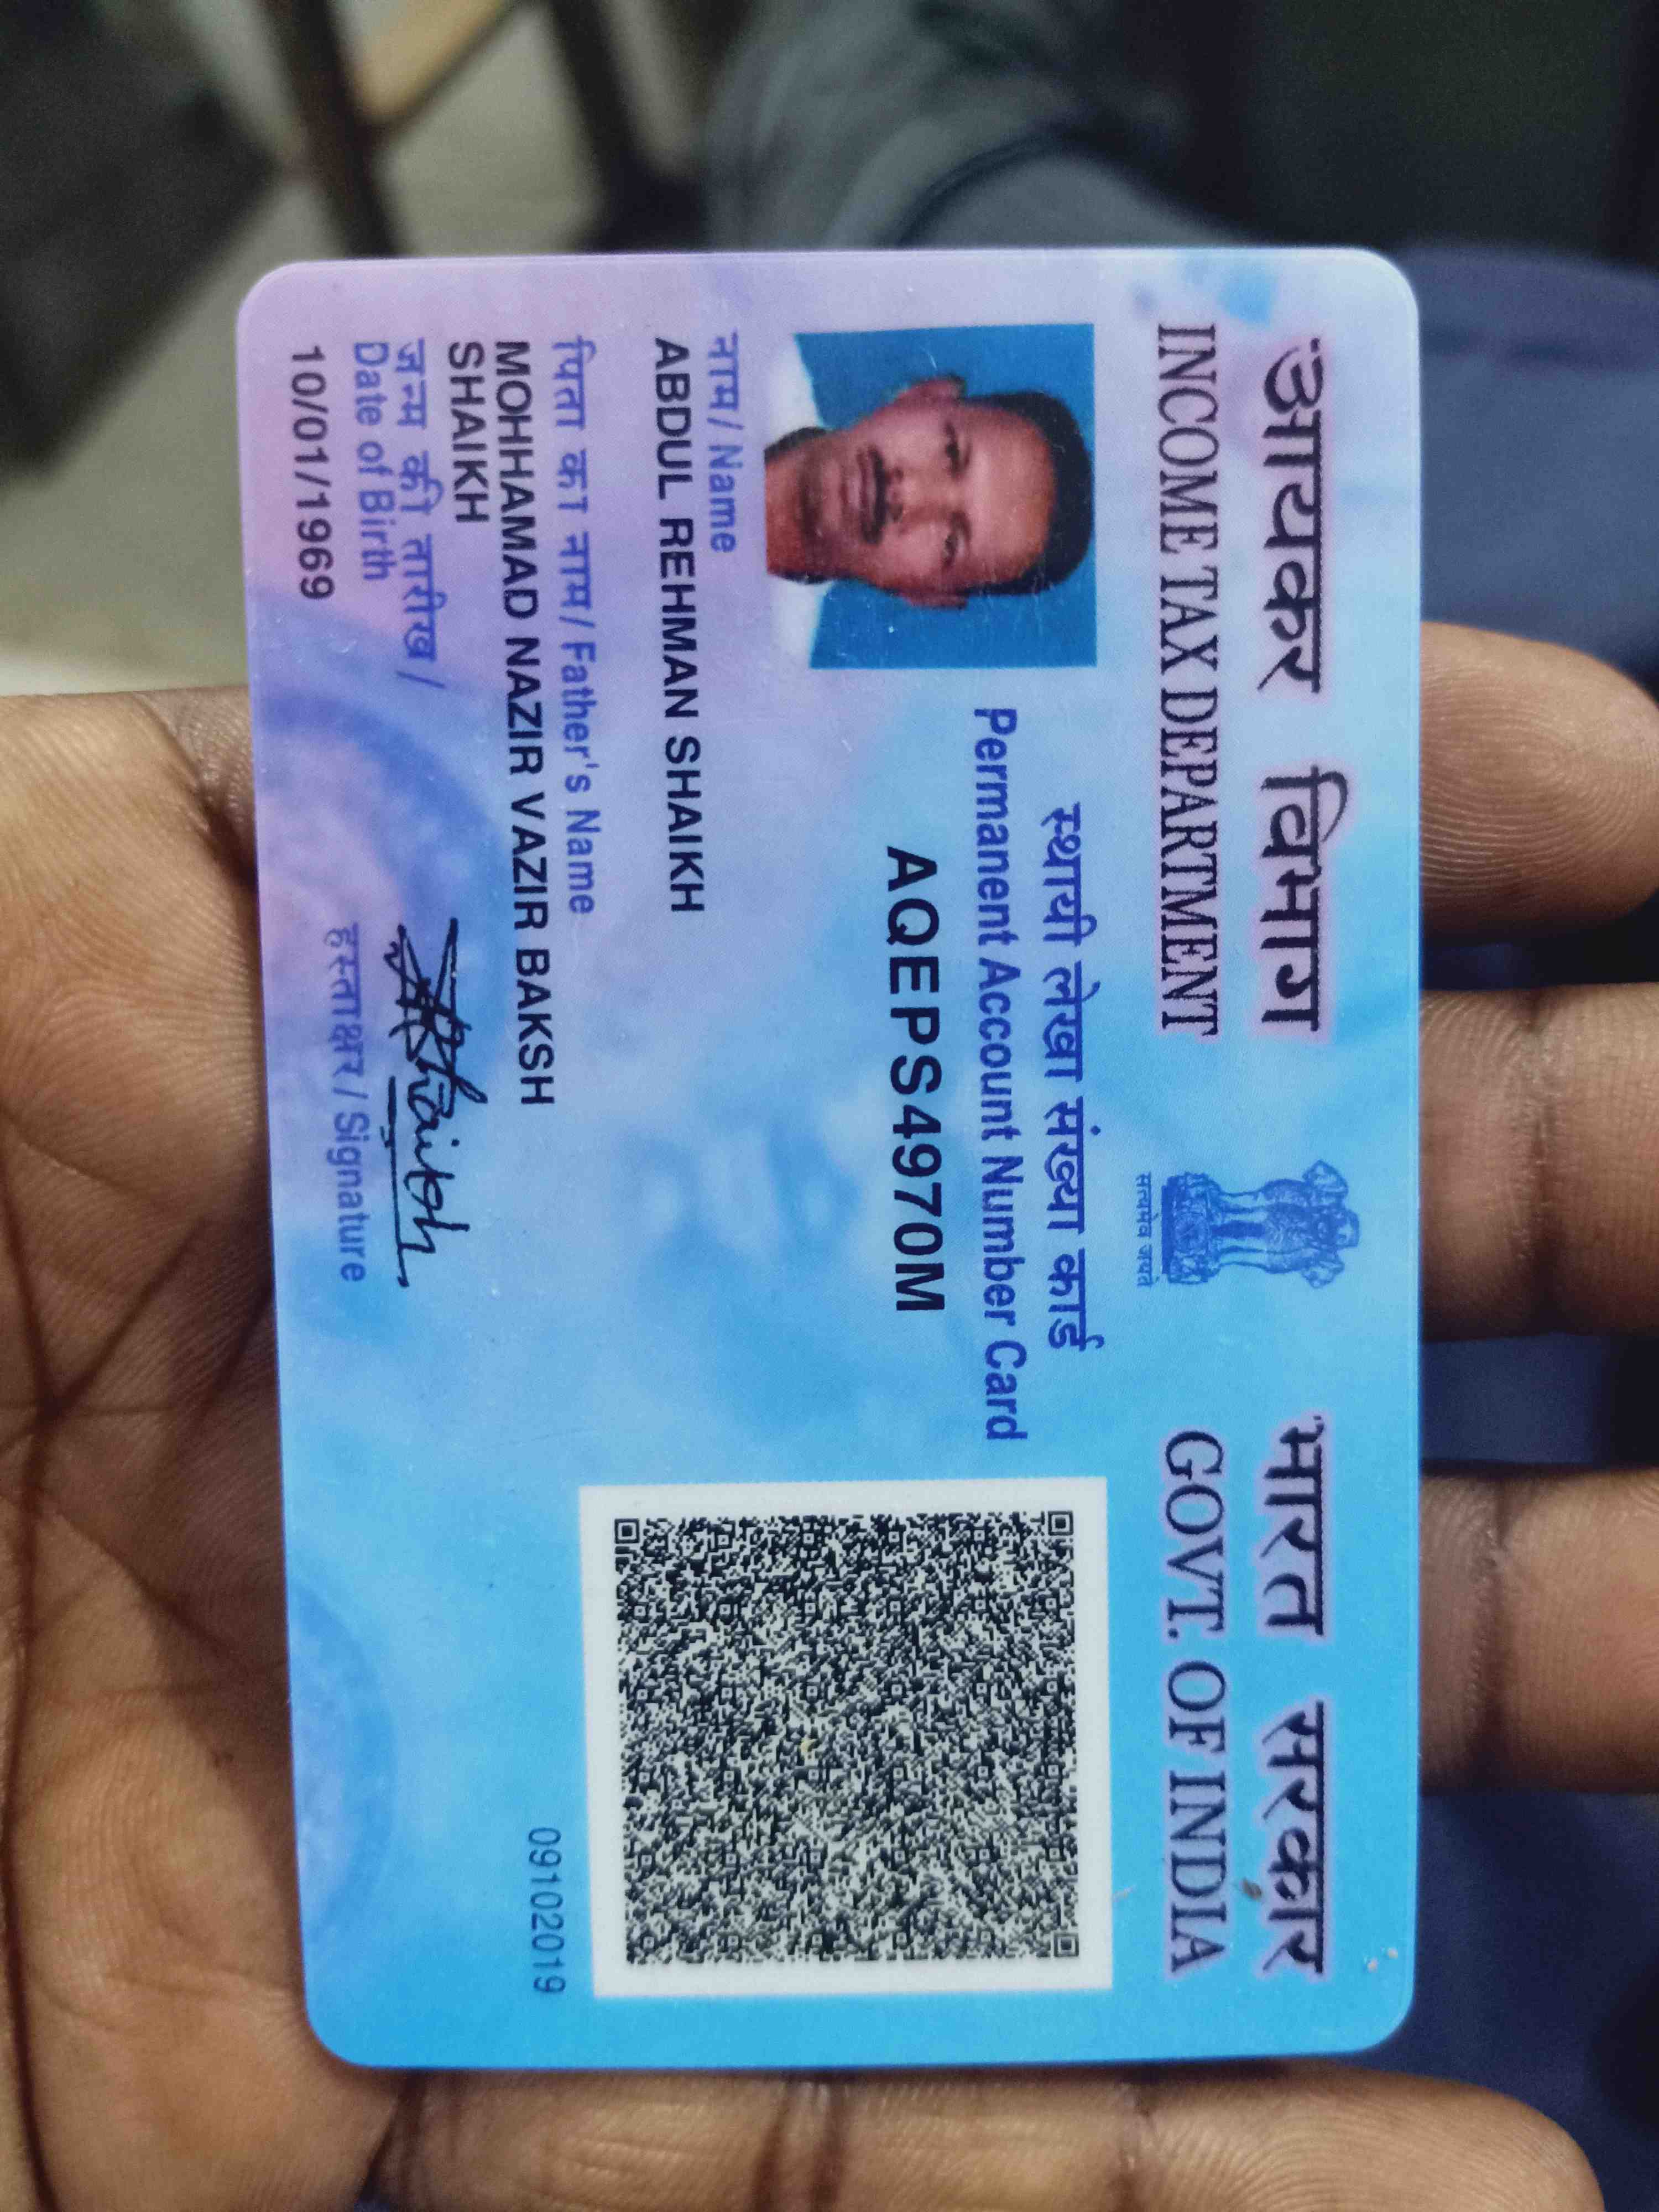 आयकर विभाग
INCOME TAX DEPARTMENT
सत्यमेव जयते
भारत सरकार
GOVT. OF INDIA
स्थायी लेखा संख्या कार्ड
Permanent Account Number Card
AQEPS4970M
नाम / Name
ABDUL REHMAN SHAIKH
पिता का नाम / Father's Name
MOHHAMAD NAZIR VAZIR BAKSH
SHAIKH
जन्म की तारीख /
Date of Birth
10/01/1969
Shaikh
हस्ताक्षर / Signature
09102019